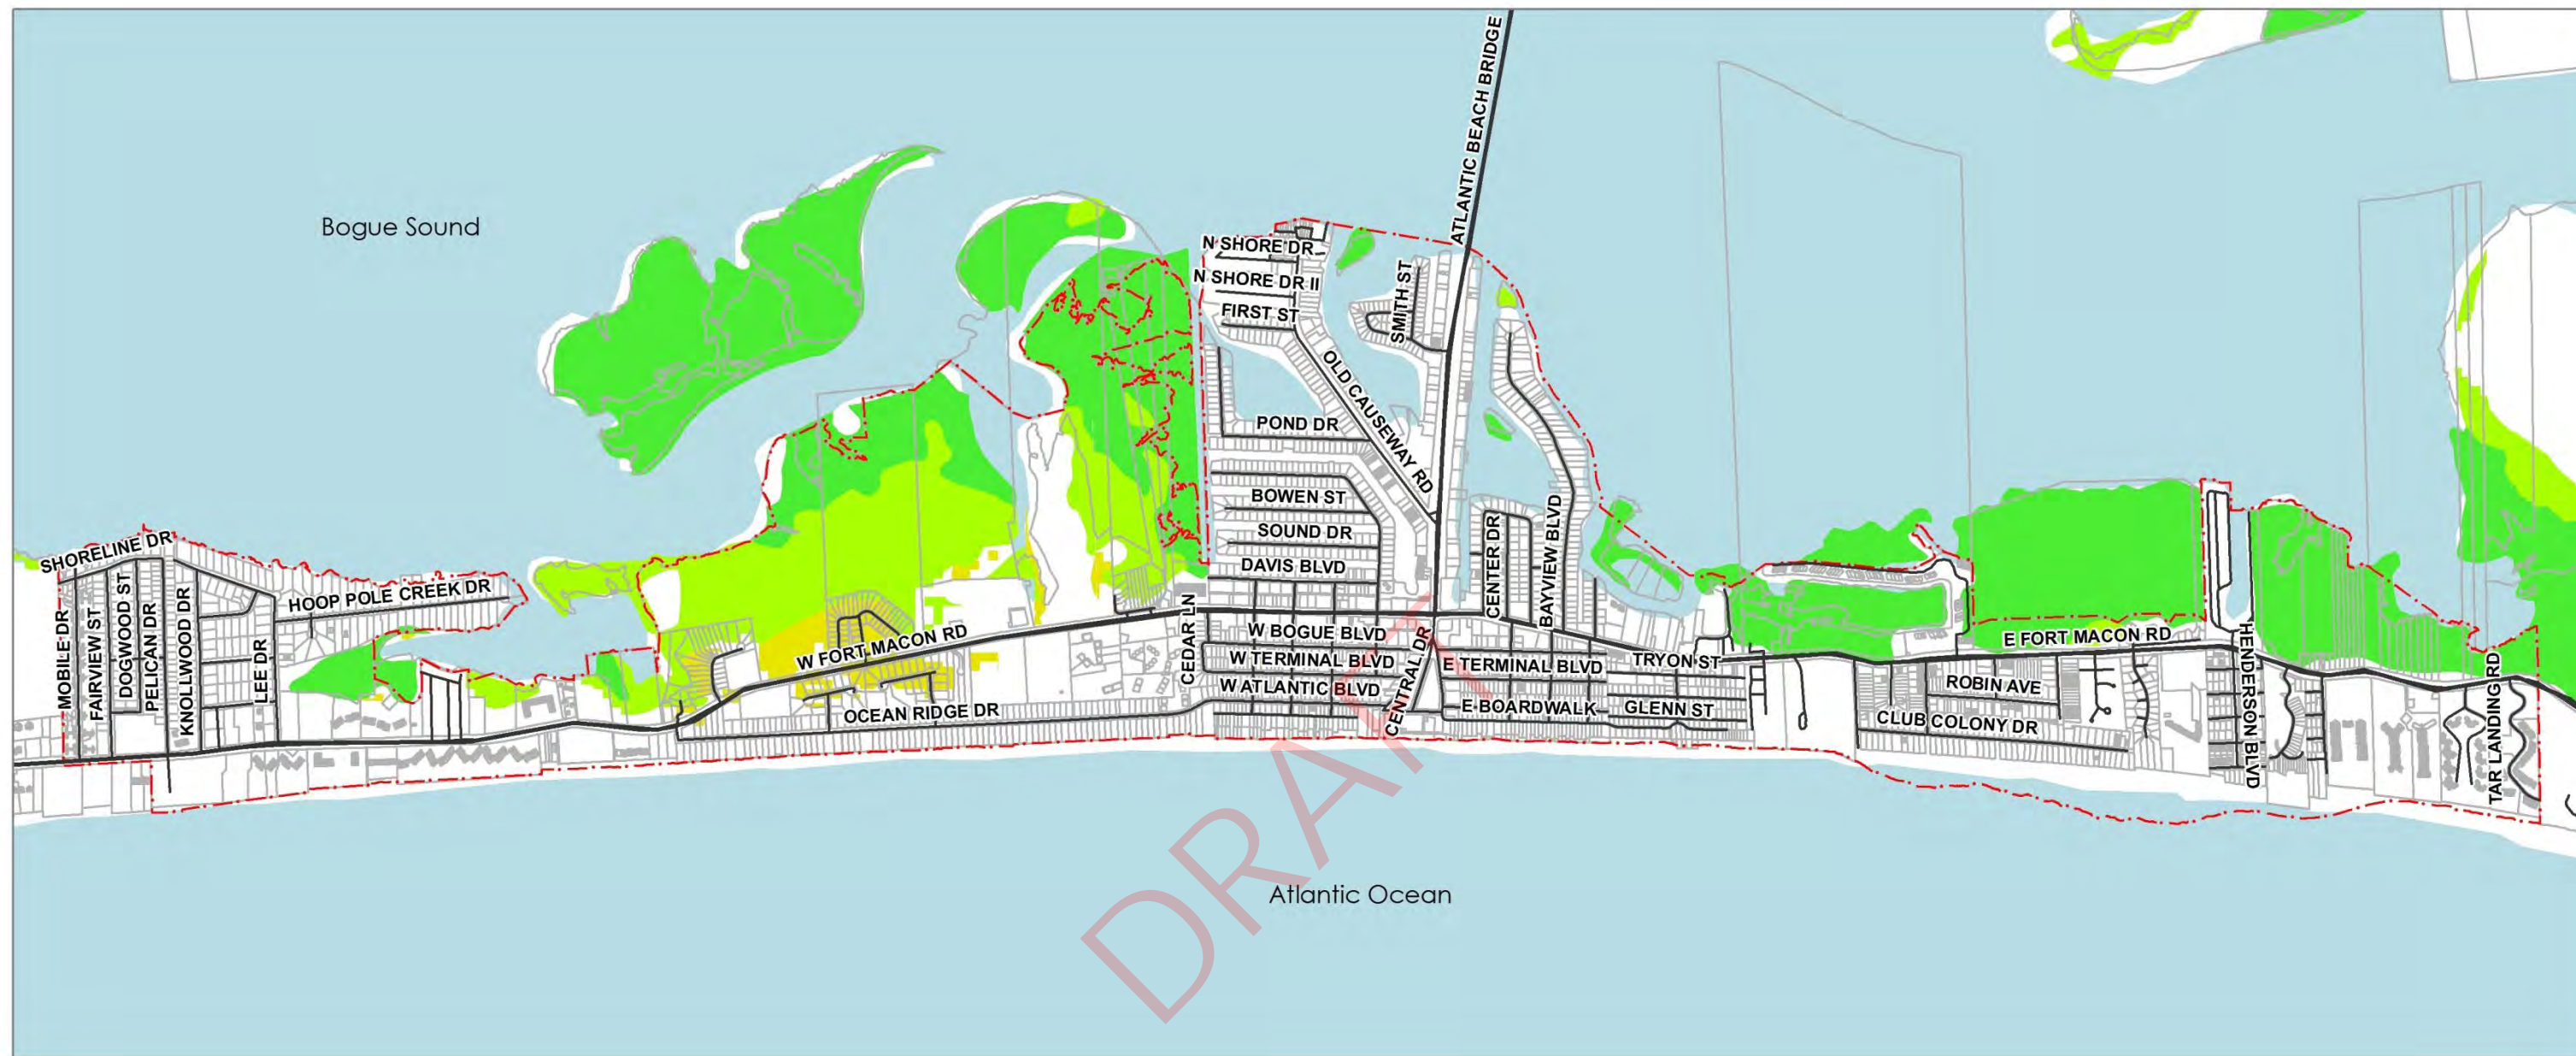 ATLANTIC BEACH BRIDGE
Bogue Sound
N SHORE DR
N SHORE DR II
FIRST ST
SMITH ST
OLD CAUSEWAY RD
POND DR
BOWEN ST
SOUND DR
DAVIS BLVD
CENTER DR
BAYVIEW BLVD
SHORELINE DR
HOOP POLE CREEK DR
MOBILE DR
FAIRVIEW ST
DOGWOOD ST
PELICAN DR
KNOLLWOOD DR
LEE DR
W FORT MACON RD
OCEAN RIDGE DR
CEDAR LN
W BOGUE BLVD
W TERMINAL BLVD
W ATLANTIC BLVD
CENTRAL DR
E TERMINAL BLVD
TRYON ST
E BOARDWALK
GLENN ST
E FORT MACON RD
ROBIN AVE
CLUB COLONY DR
HENDERSON BLVD
TAR LANDING RD
Atlantic Ocean
DRAFT